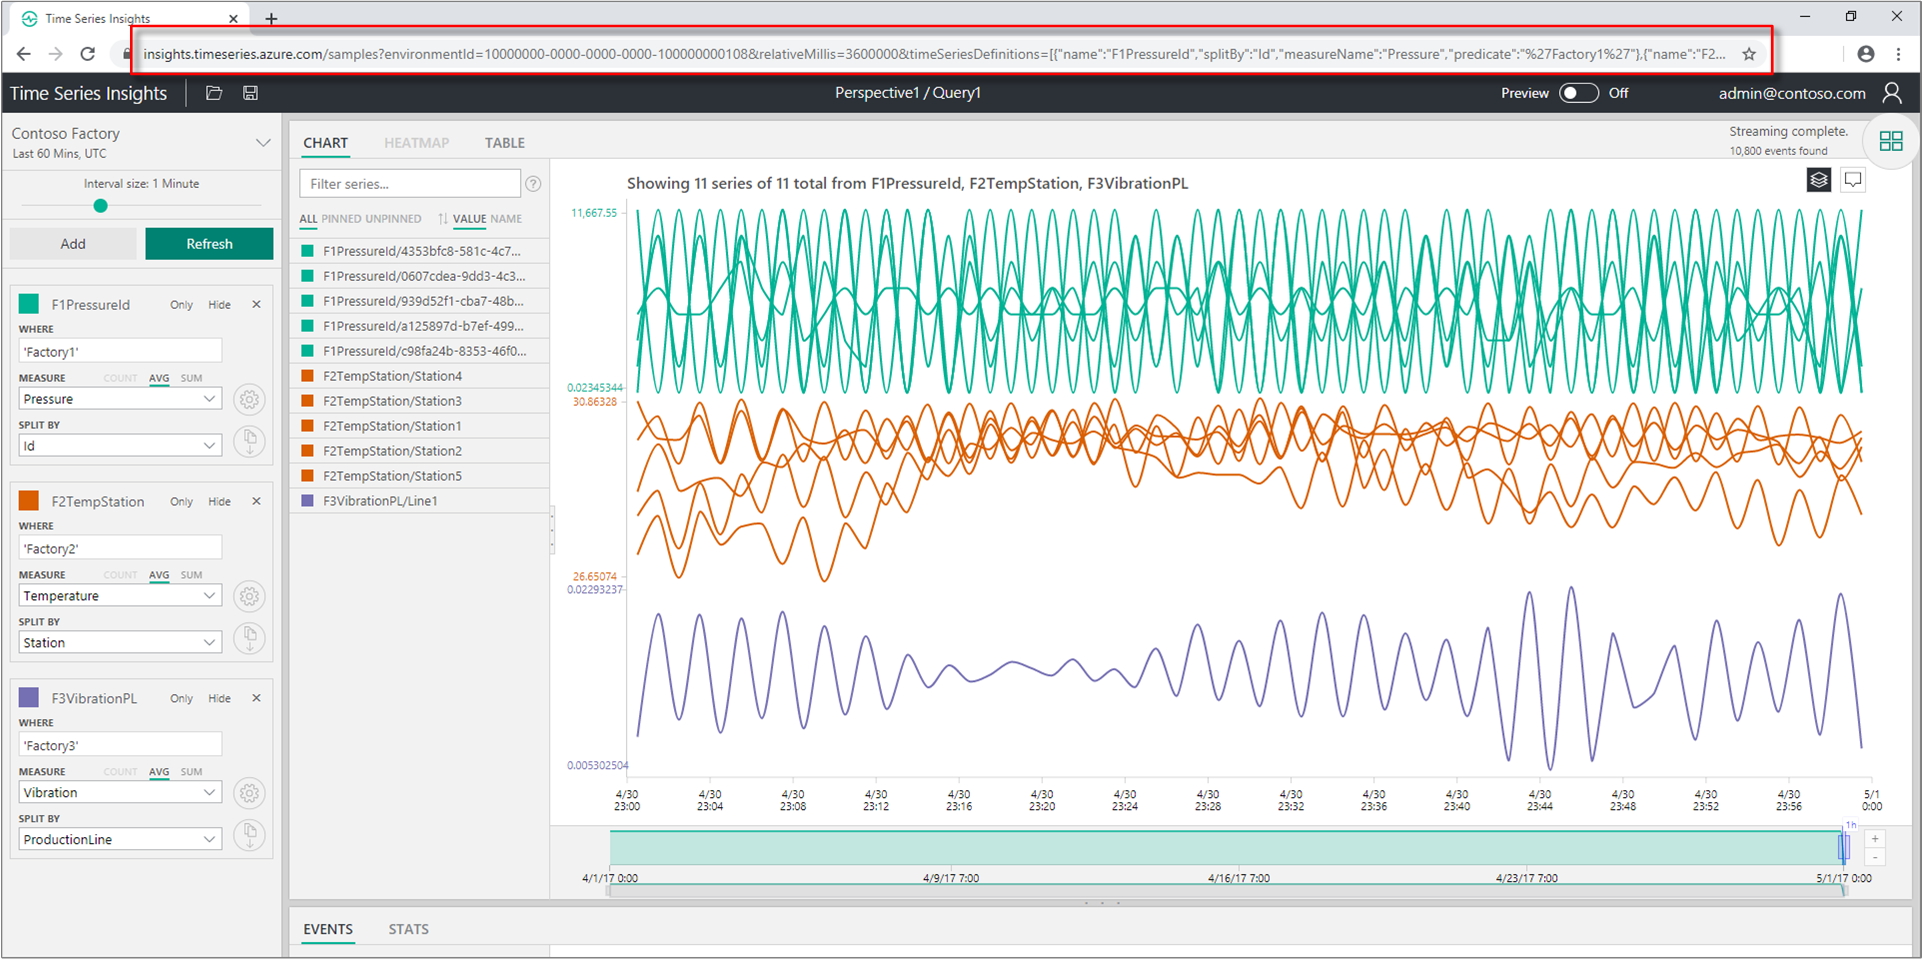 Time Series Insights
insights.timeseries.azure.com/samples?environmentId=10000000-0000-0000-0000-100000000108&relativeMillis=3600000&timeSeriesDefinitions=[{"name":"F1PressureId","splitBy":"Id","measureName":"Pressure","predicate":"%27Factory1%27"},{"name":"F2...
Time Series Insights
Perspective1 / Query1
Preview Off
admin@contoso.com
Contoso Factory
Last 60 Mins, UTC
Interval size: 1 Minute
Add Refresh
F1PressureId Only Hide
WHERE
'Factory1'
MEASURE COUNT AVG SUM
Pressure
SPLIT BY
Id
F2TempStation Only Hide
WHERE
'Factory2'
MEASURE COUNT AVG SUM
Temperature
SPLIT BY
Station
F3VibrationPL Only Hide
WHERE
'Factory3'
MEASURE COUNT AVG SUM
Vibration
SPLIT BY
ProductionLine
CHART HEATMAP TABLE
Streaming complete.
10,800 events found
Filter series... ?
ALL PINNED UNPINNED VALUE NAME
F1PressureId/4353bfc8-581c-4c7...
F1PressureId/0607cdea-9dd3-4c3...
F1PressureId/939d52f1-cba7-48b...
F1PressureId/a125897d-b7ef-499...
F1PressureId/c98fa24b-8353-46f0...
F2TempStation/Station4
F2TempStation/Station3
F2TempStation/Station1
F2TempStation/Station2
F2TempStation/Station5
F3VibrationPL/Line1
Showing 11 series of 11 total from F1PressureId, F2TempStation, F3VibrationPL
11,667.55
0.02345344
30.86328
26.65074
0.02293237
0.005302504
4/30 4/30 4/30 4/30 4/30 4/30 4/30 4/30 4/30 4/30 4/30 4/30 4/30 4/30 4/30 5/1
23:00 23:04 23:08 23:12 23:16 23:20 23:24 23:28 23:32 23:36 23:40 23:44 23:48 23:52 23:56 0:00
1h
+
-
4/1/17 0:00 4/9/17 7:00 4/16/17 7:00 4/23/17 7:00 5/1/17 0:00
EVENTS STATS